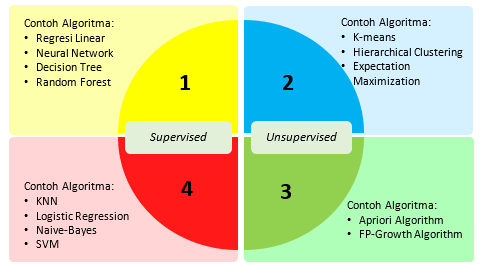 Contoh Algoritma:
• Regresi Linear
• Neural Network
• Decision Tree
• Random Forest
1
Contoh Algoritma:
• K-means
• Hierarchical Clustering
• Expectation
Maximization
2
Supervised
Unsupervised
Contoh Algoritma:
• KNN
• Logistic Regression
• Naive-Bayes
• SVM
4
3
Contoh Algoritma:
• Apriori Algorithm
• FP-Growth Algorithm